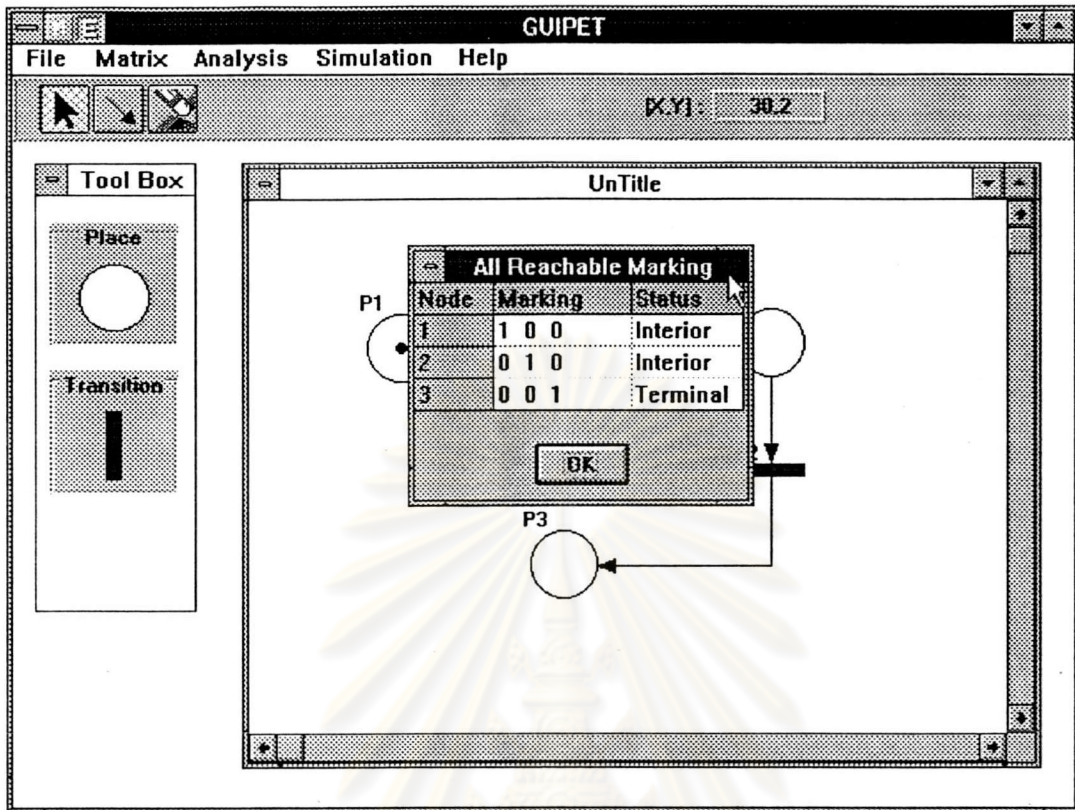 GUIPET
File Matrix Analysis Simulation Help
[X,Y] : 30,2
Tool Box
Place
Transition
UnTitle
All Reachable Marking
Node Marking Status
1 1 0 0 Interior
2 0 1 0 Interior
3 0 0 1 Terminal
OK
P1
P3